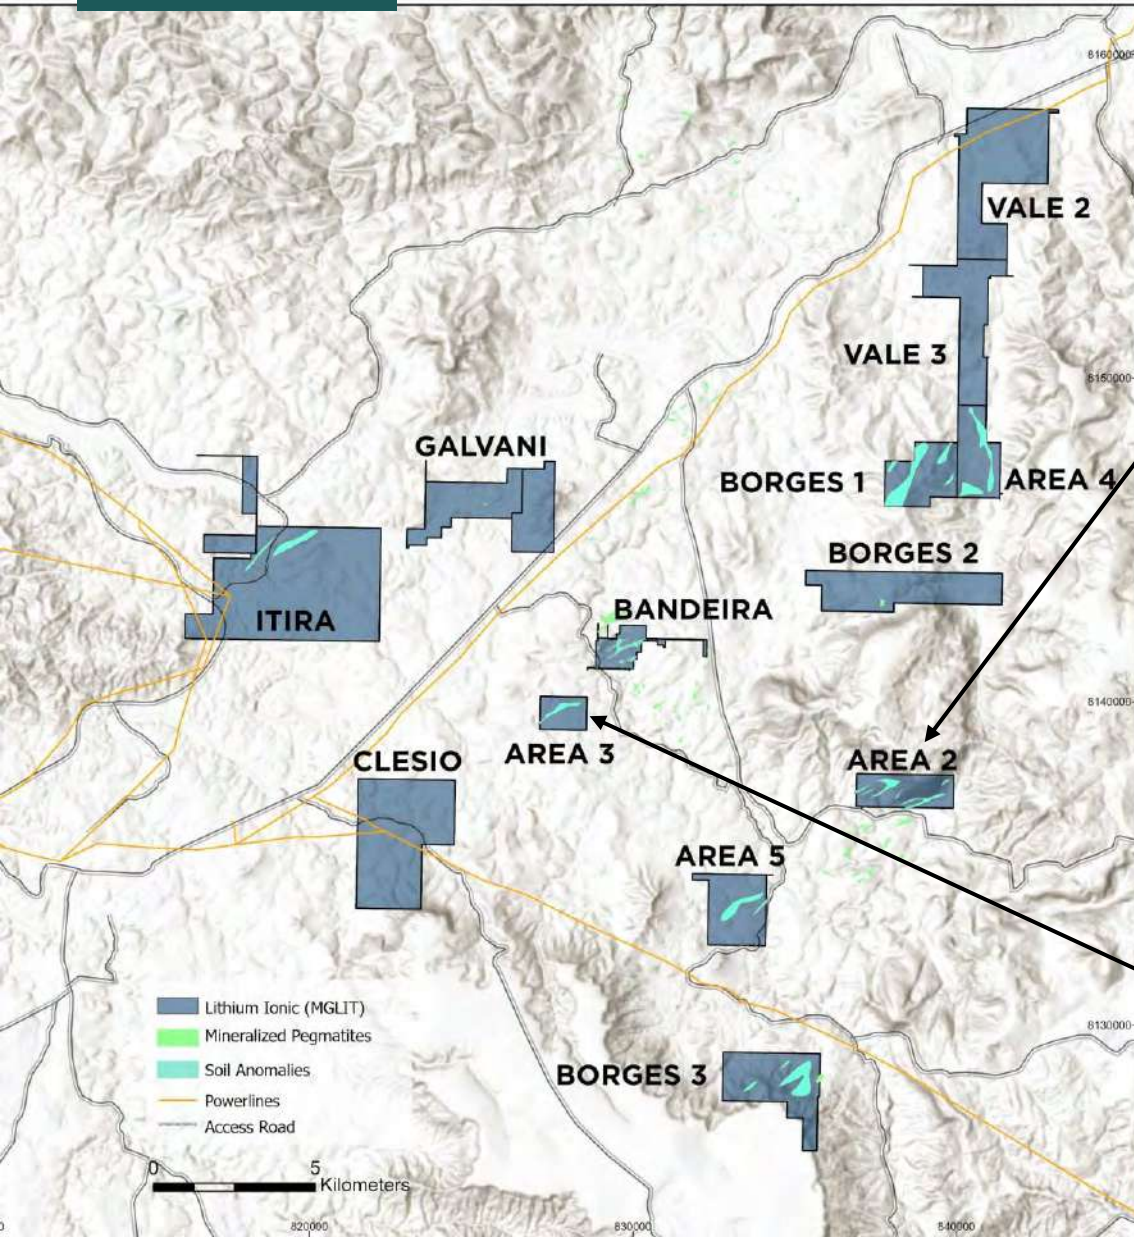 8160000
VALE 2
VALE 3
8150000
GALVANI
BORGES 1
AREA 4
BORGES 2
BANDEIRA
ITIRA
8140000
AREA 3
CLESIO
AREA 2
AREA 5
Lithium Ionic (MGLIT)
Mineralized Pegmatites
Soil Anomalies
Powerlines
Access Road
8130000
BORGES 3
0 5
Kilometers
0
820000
830000
840000